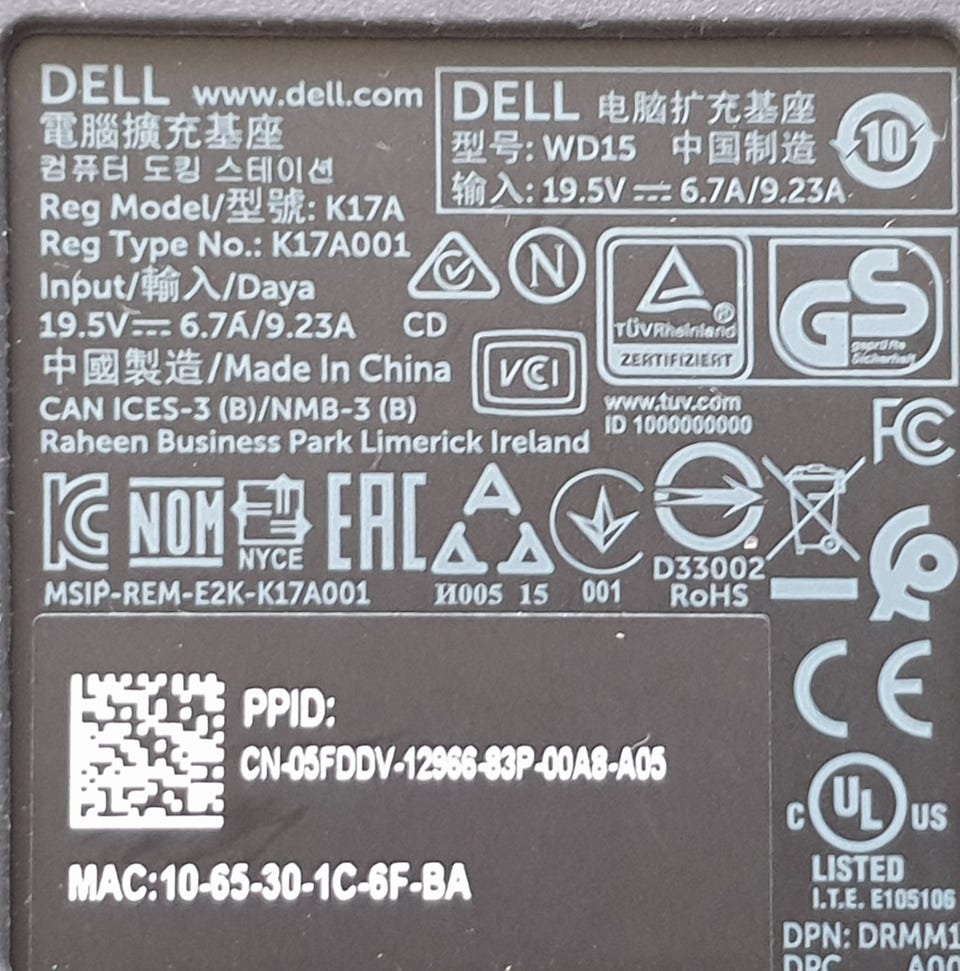 DELL www.dell.com
電腦擴充基座
컴퓨터 도킹 스테이션
Reg Model/型號: K17A
Reg Type No.: K17A001
Input/輸入/Daya
19.5V⎓ 6.7A/9.23A CD
中國製造/Made In China
CAN ICES-3 (B)/NMB-3 (B)
Raheen Business Park Limerick Ireland
DELL 电脑扩充基座
型号: WD15 中国制造
输入: 19.5V⎓ 6.7A/9.23A
10
N
TÜVRheinland
ZERTIFIZIERT
GS
geprüfte
Sicherheit
VCI
www.tuv.com
ID 1000000000
FC
KC
NOM
NYCE
EAC
MSIP-REM-E2K-K17A001
И005 15
001
D33002
RoHS
CE
PPID:
CN-05FDDV-12966-83P-00A8-A05
MAC:10-65-30-1C-6F-BA
C UL US
LISTED
I.T.E. E105106
DPN: DRMM1
DPC A00